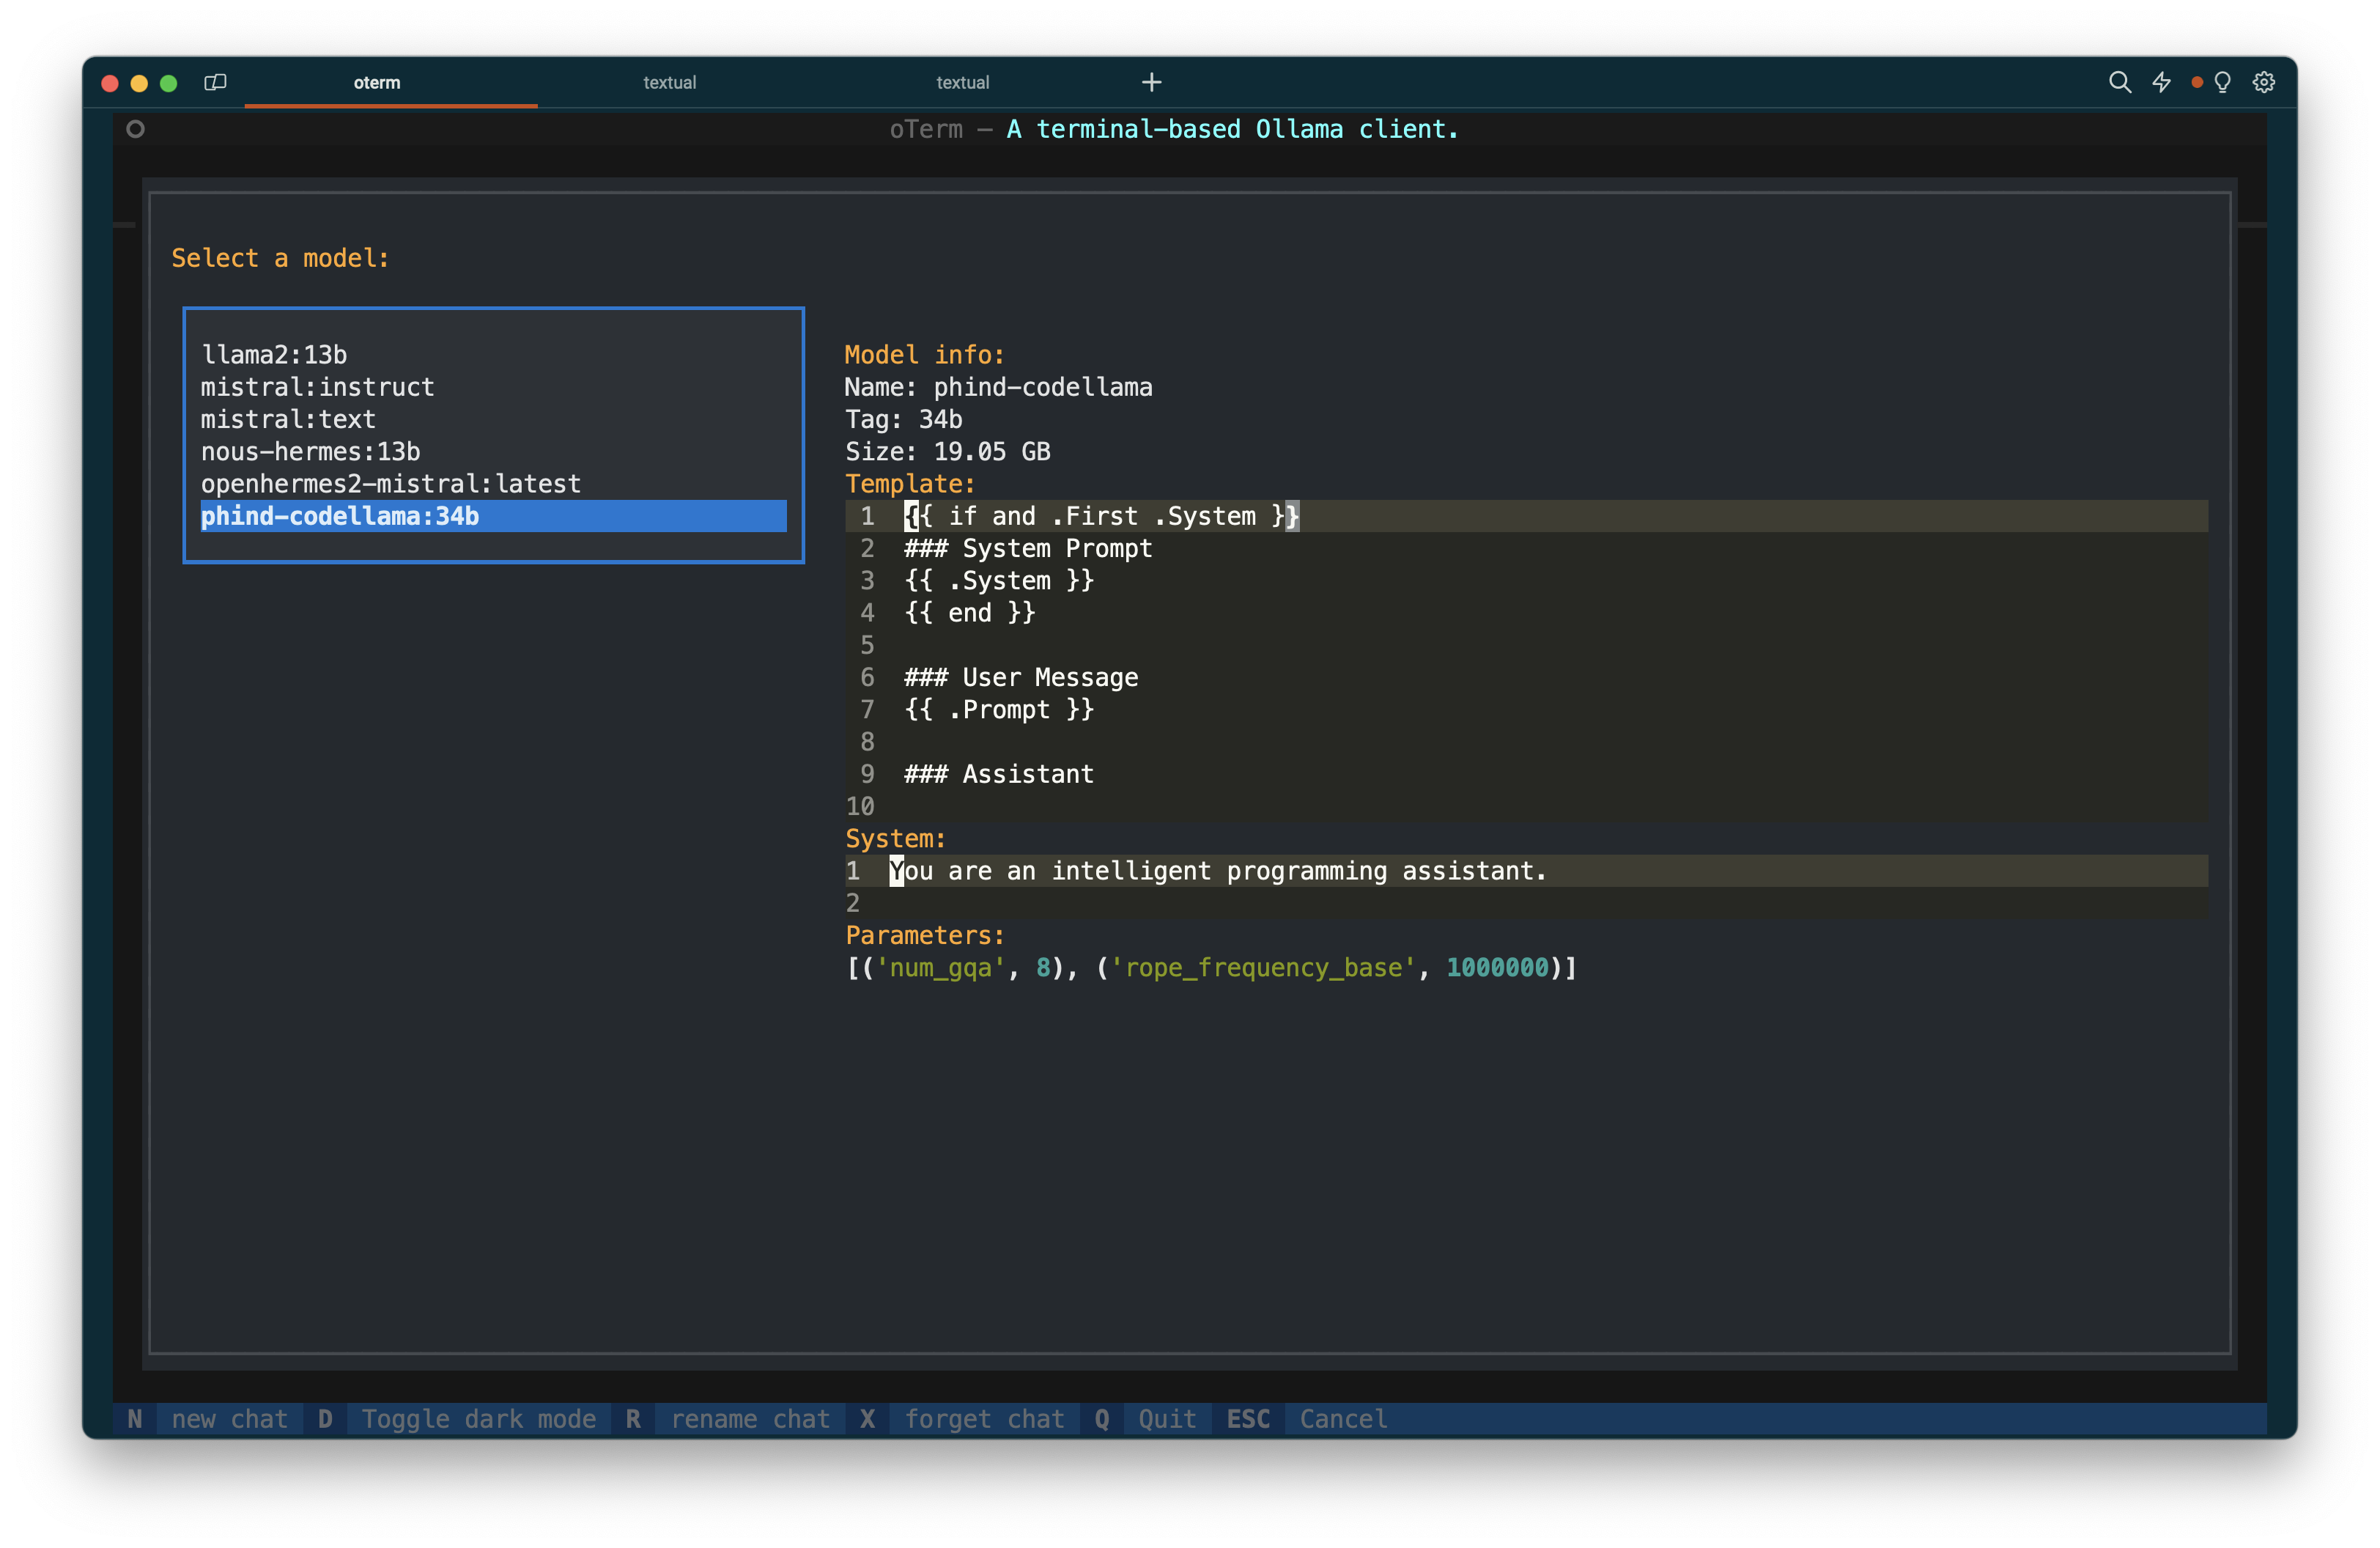 oterm textual textual
oTerm — A terminal-based Ollama client.
Select a model:
llama2:13b
mistral:instruct
mistral:text
nous-hermes:13b
openhermes2-mistral:latest
phind-codellama:34b
Model info:
Name: phind-codellama
Tag: 34b
Size: 19.05 GB
Template:
1 {{ if and .First .System }}
2 ### System Prompt
3 {{ .System }}
4 {{ end }}
5
6 ### User Message
7 {{ .Prompt }}
8
9 ### Assistant
10
System:
1 You are an intelligent programming assistant.
2
Parameters:
[('num_gqa', 8), ('rope_frequency_base', 1000000)]
N new chat D Toggle dark mode R rename chat X forget chat Q Quit ESC Cancel